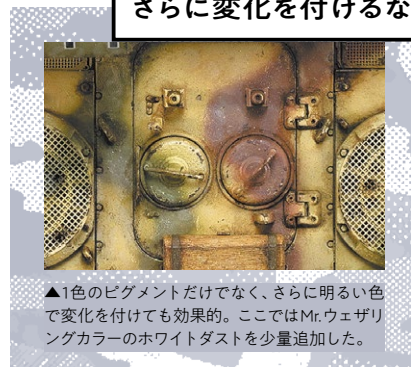 さらに変化を付けるな
▲1色のピグメントだけでなく、さらに明るい色
で変化を付けても効果的。ここではMr.ウェザリ
ングカラーのホワイトダストを少量追加した。